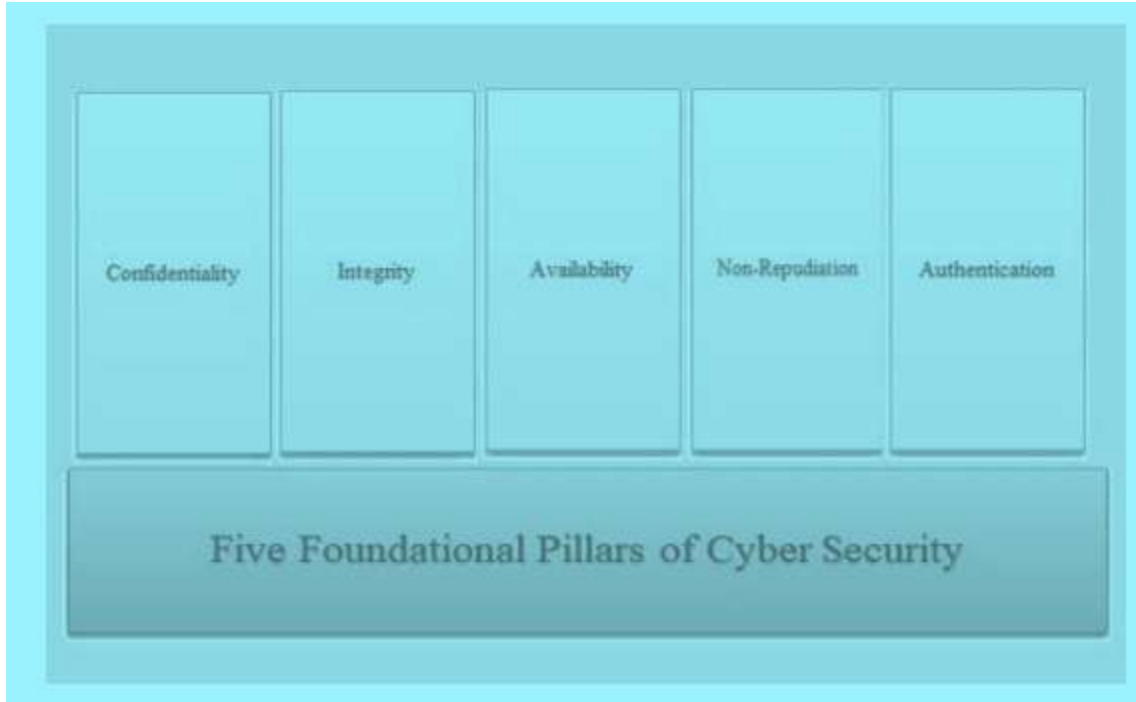 Confidentiality
Integrity
Availability
Non-Repudiation
Authentication
Five Foundational Pillars of Cyber Security